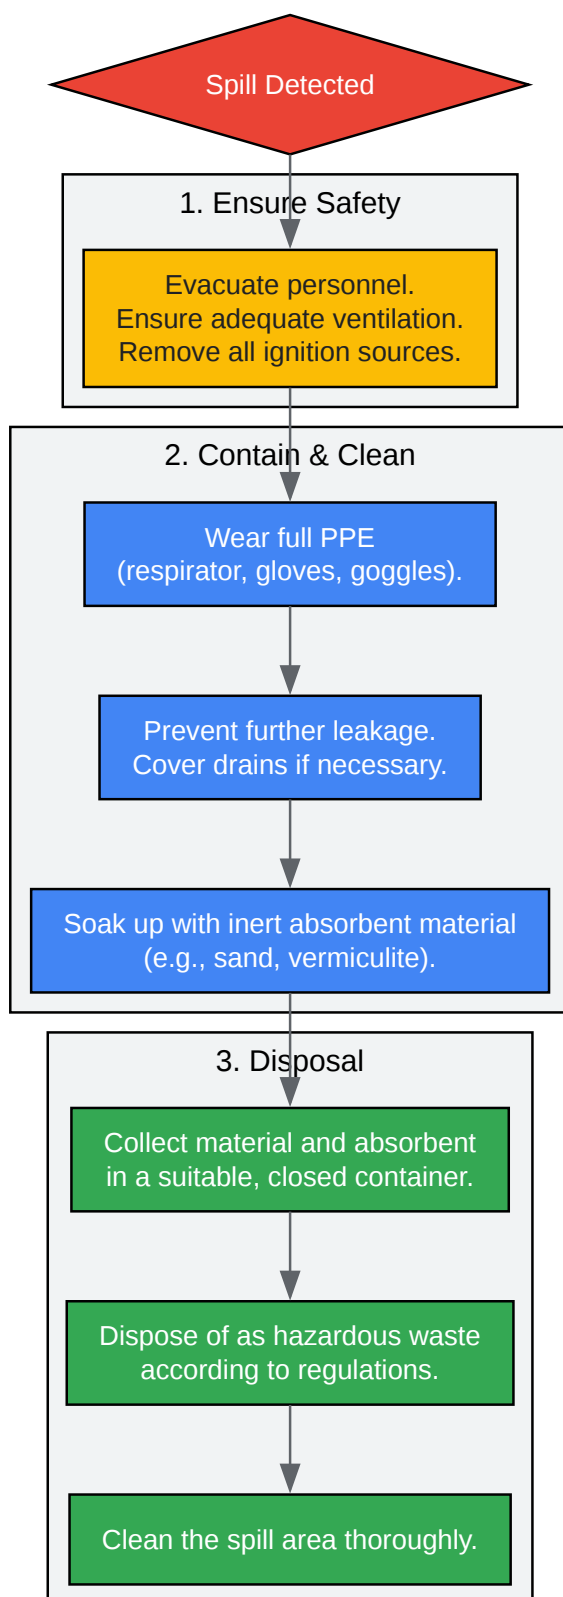 Spill Detected
1. Ensure Safety
Evacuate personnel.
Ensure adequate ventilation.
Remove all ignition sources.
2. Contain & Clean
Wear full PPE
(respirator, gloves, goggles).
Prevent further leakage.
Cover drains if necessary.
Soak up with inert absorbent material
(e.g., sand, vermiculite).
3. Disposal
Collect material and absorbent
in a suitable, closed container.
Dispose of as hazardous waste
according to regulations.
Clean the spill area thoroughly.